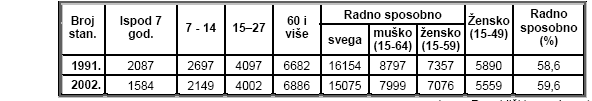 Broj stan. Ispod 7 god. 7 - 14 15–27 60 i više Radno sposobno Žensko (15-49) Radno sposobno (%)
svega muško (15-64) žensko (15-59)
1991. 2087 2697 4097 6682 16154 8797 7357 5890 58,6
2002. 1584 2149 4002 6886 15075 7999 7076 5559 59,6